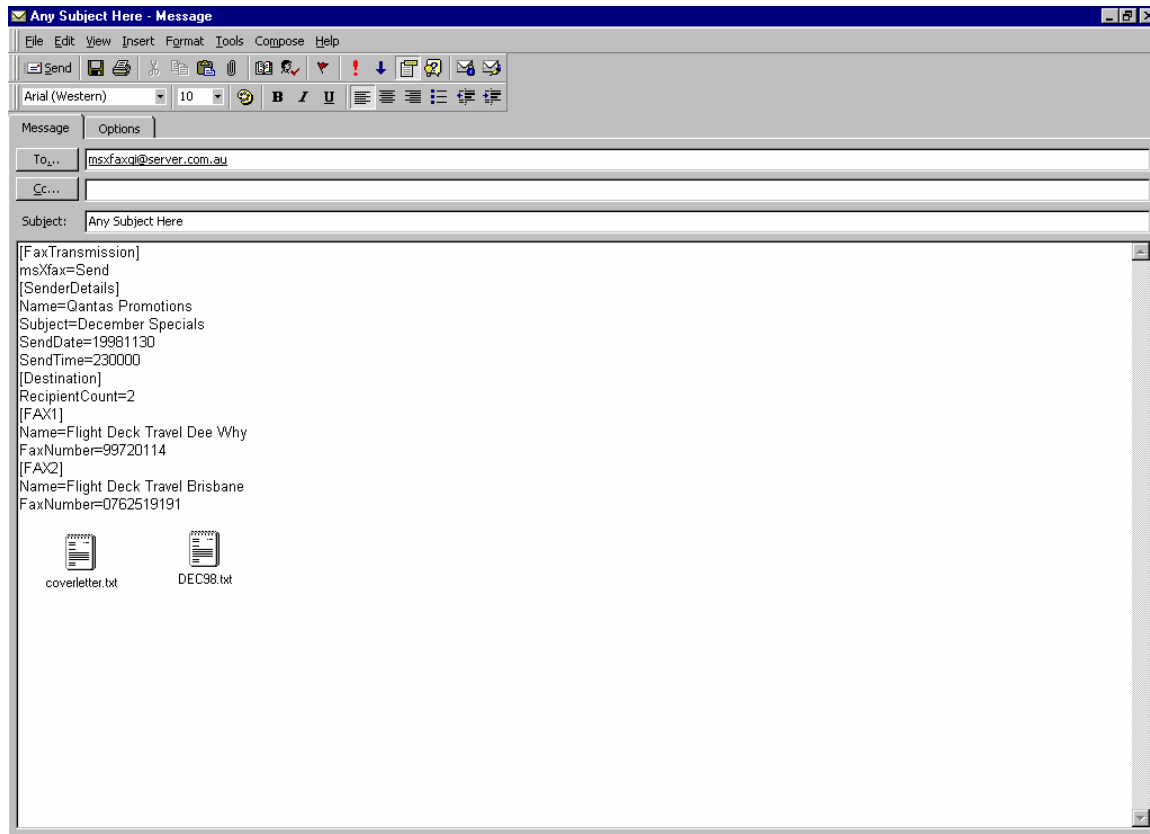 Any Subject Here - Message
File Edit View Insert Format Tools Compose Help
Send
Arial (Western) 10 B I U
Message Options
To... msxfaxqi@server.com.au
Cc...
Subject: Any Subject Here
[FaxTransmission]
msXfax=Send
[SenderDetails]
Name=Qantas Promotions
Subject=December Specials
SendDate=19981130
SendTime=230000
[Destination]
RecipientCount=2
[FAX1]
Name=Flight Deck Travel Dee Why
FaxNumber=99720114
[FAX2]
Name=Flight Deck Travel Brisbane
FaxNumber=0762519191
coverletter.txt DEC98.txt